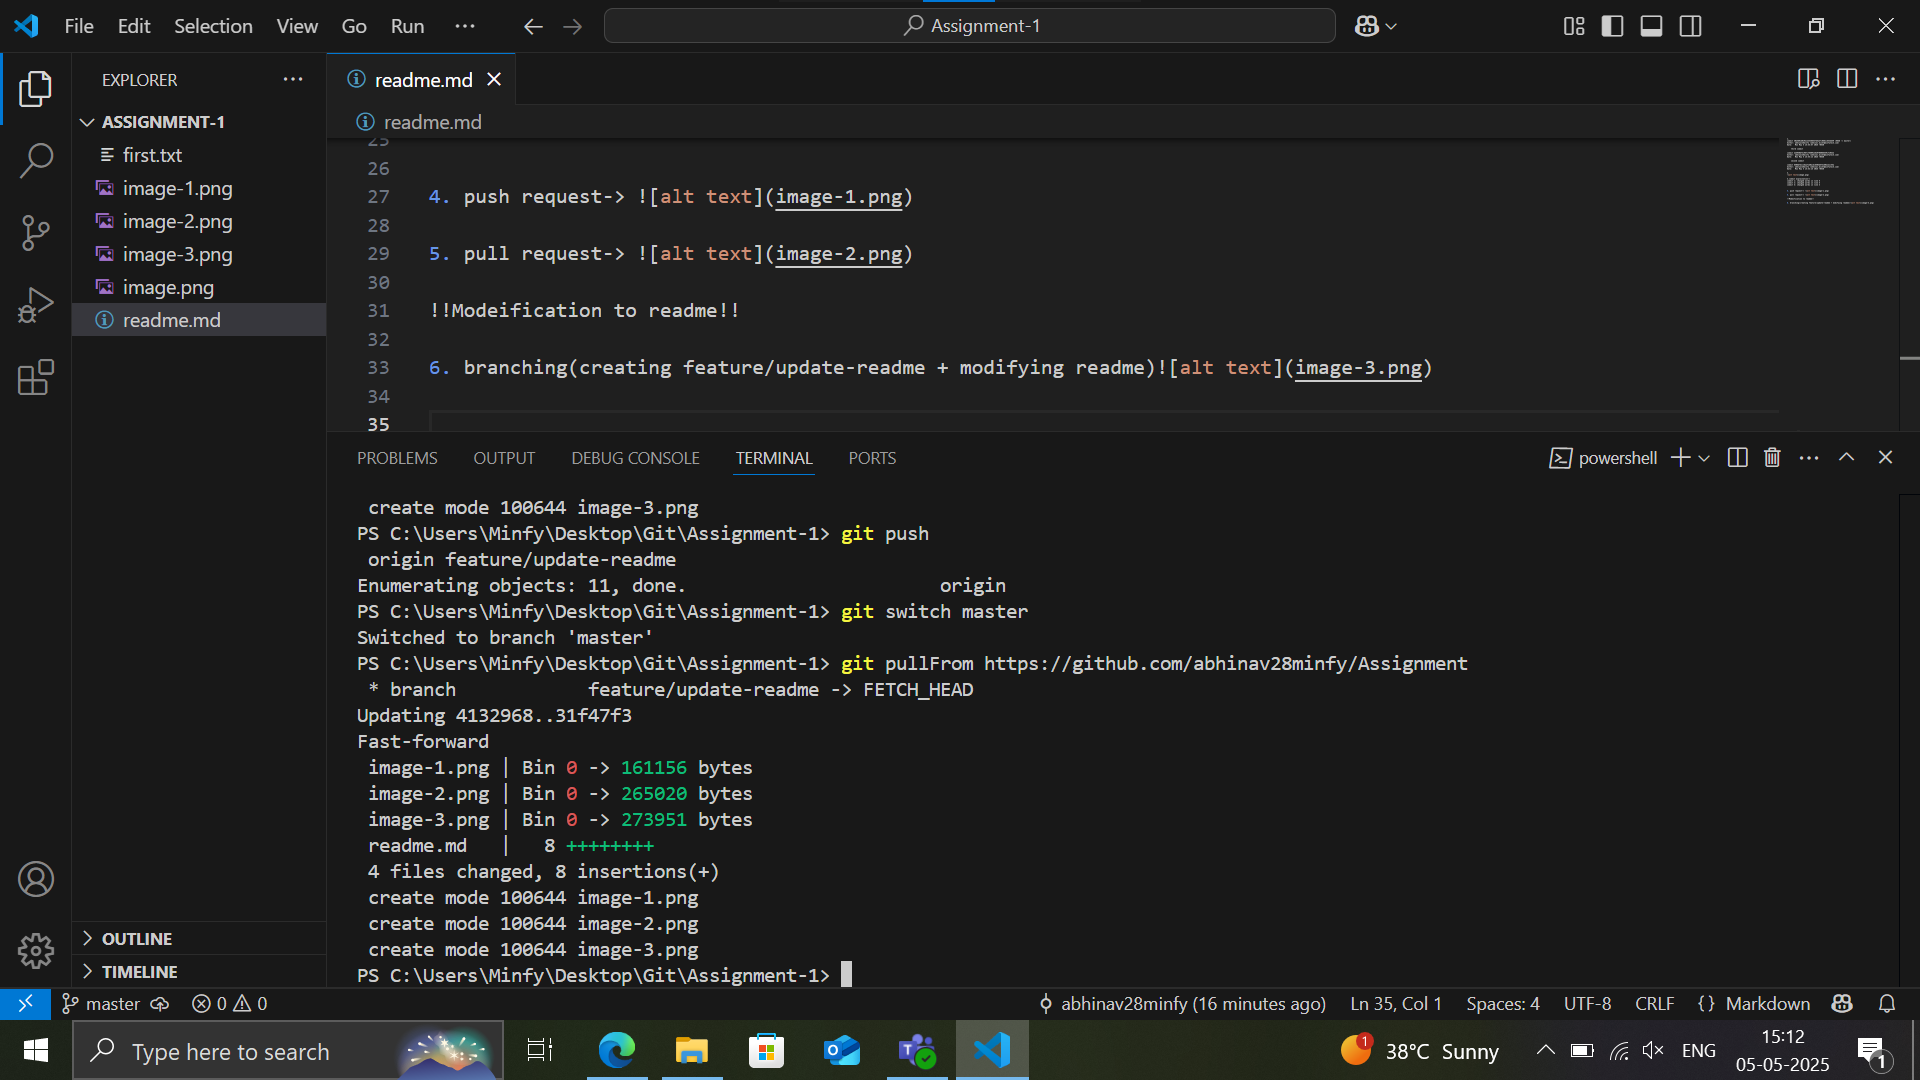 File Edit Selection View Go Run ···
Assignment-1
EXPLORER ···
ASSIGNMENT-1
first.txt
image-1.png
image-2.png
image-3.png
image.png
readme.md
OUTLINE
TIMELINE
readme.md
readme.md
25
26
27 4. push request-> ![alt text](image-1.png)
28
29 5. pull request-> ![alt text](image-2.png)
30
31 !!Modeification to readme!!
32
33 6. branching(creating feature/update-readme + modifying readme)![alt text](image-3.png)
34
35
PROBLEMS OUTPUT DEBUG CONSOLE TERMINAL PORTS
powershell
create mode 100644 image-3.png
PS C:\Users\Minfy\Desktop\Git\Assignment-1> git push
origin feature/update-readme
Enumerating objects: 11, done. origin
PS C:\Users\Minfy\Desktop\Git\Assignment-1> git switch master
Switched to branch 'master'
PS C:\Users\Minfy\Desktop\Git\Assignment-1> git pullFrom https://github.com/abhinav28minfy/Assignment
* branch feature/update-readme -> FETCH_HEAD
Updating 4132968..31f47f3
Fast-forward
image-1.png | Bin 0 -> 161156 bytes
image-2.png | Bin 0 -> 265020 bytes
image-3.png | Bin 0 -> 273951 bytes
readme.md | 8 ++++++++
4 files changed, 8 insertions(+)
create mode 100644 image-1.png
create mode 100644 image-2.png
create mode 100644 image-3.png
PS C:\Users\Minfy\Desktop\Git\Assignment-1>
master 0 0
abhinav28minfy (16 minutes ago) Ln 35, Col 1 Spaces: 4 UTF-8 CRLF {} Markdown
Type here to search
1 38°C Sunny ENG
15:12
05-05-2025
1